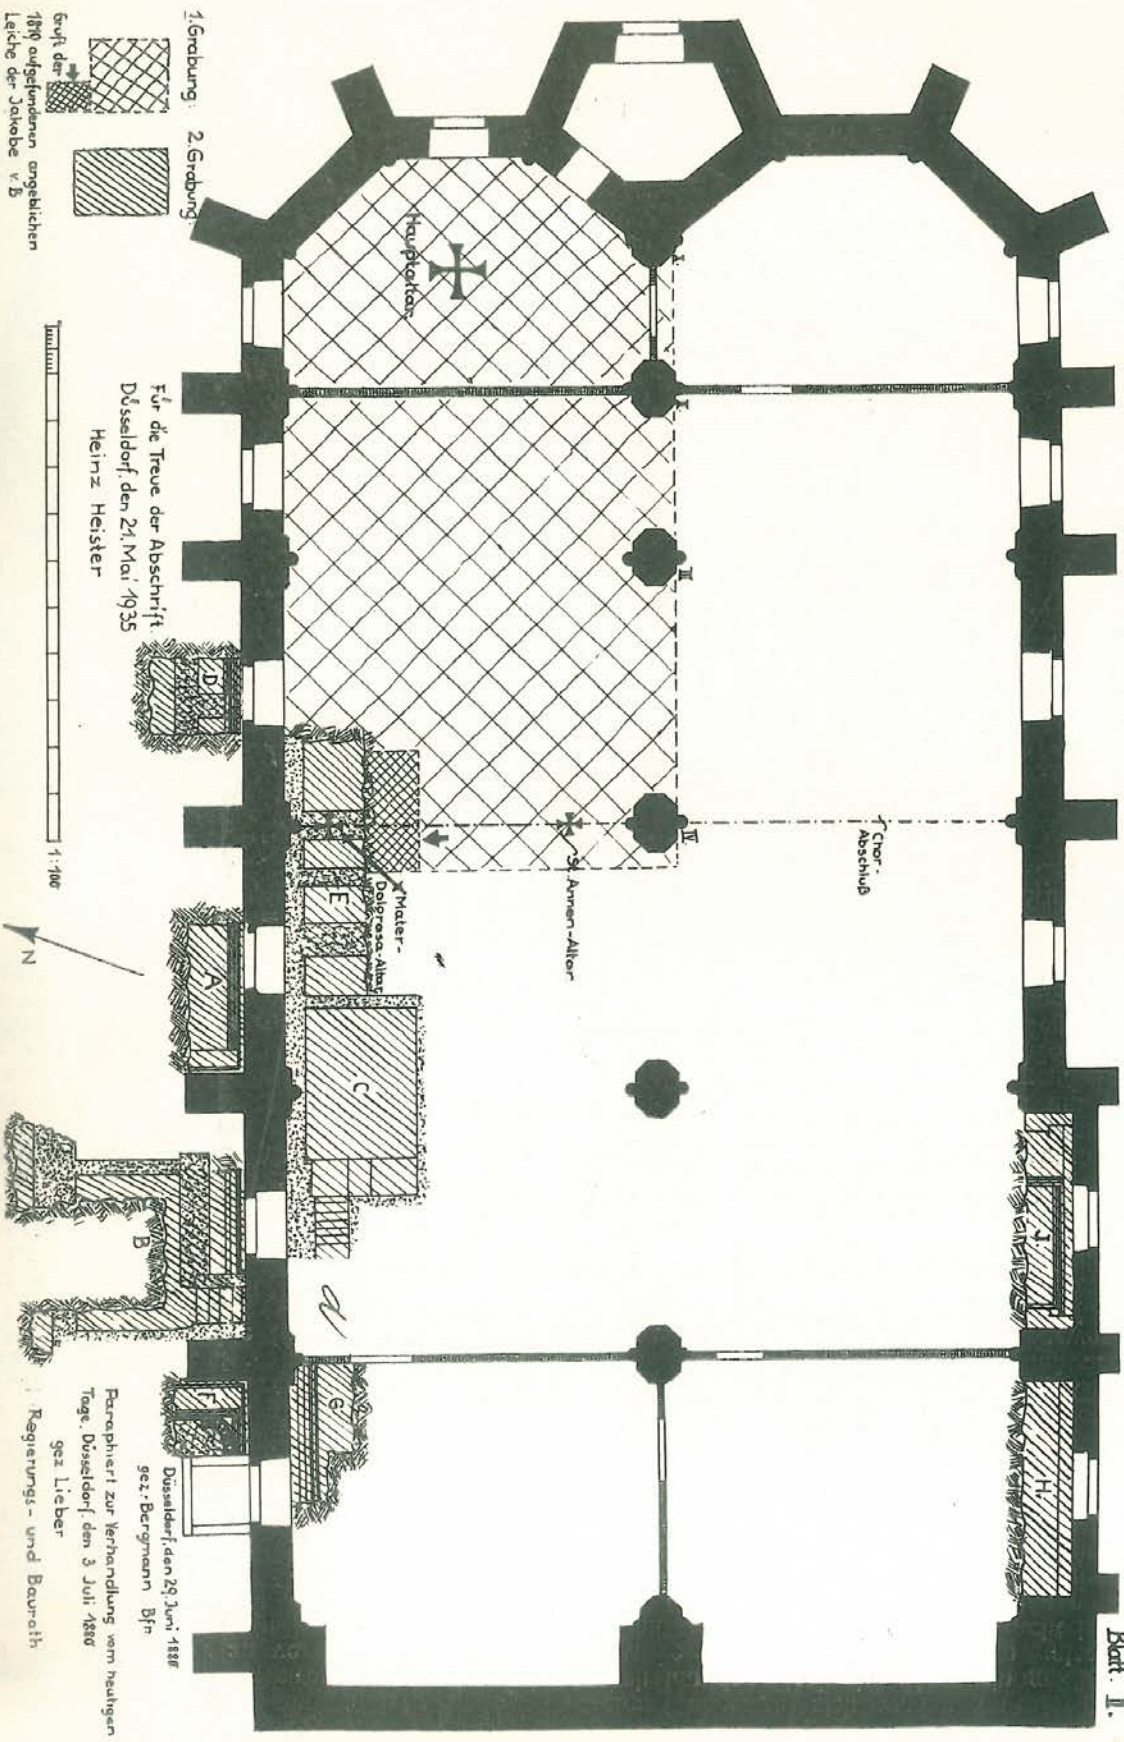 Blatt. II.
1. Grabung: 2. Grabung:
Gruft der
1819 aufgefundenen angeblichen
Leiche der Jakobe v. B
Hauptaltar
I
I
III
IV
Chor-
Abschluß
St. Annen-Altar
Mater-
Dolorosa-Altar
D
E
A
C
B
F
G
H.
J.
a
N
1:100
Für die Treue der Abschrift.
Düsseldorf, den 21. Mai 1935
Heinz Heister
Düsseldorf, den 29. Juni 1880
gez. Bergmann Bfr
Paraphiert zur Verhandlung vom heutigen
Tage. Düsseldorf, den 3 Juli 1880
gez Lieber
Regierungs- und Baurath